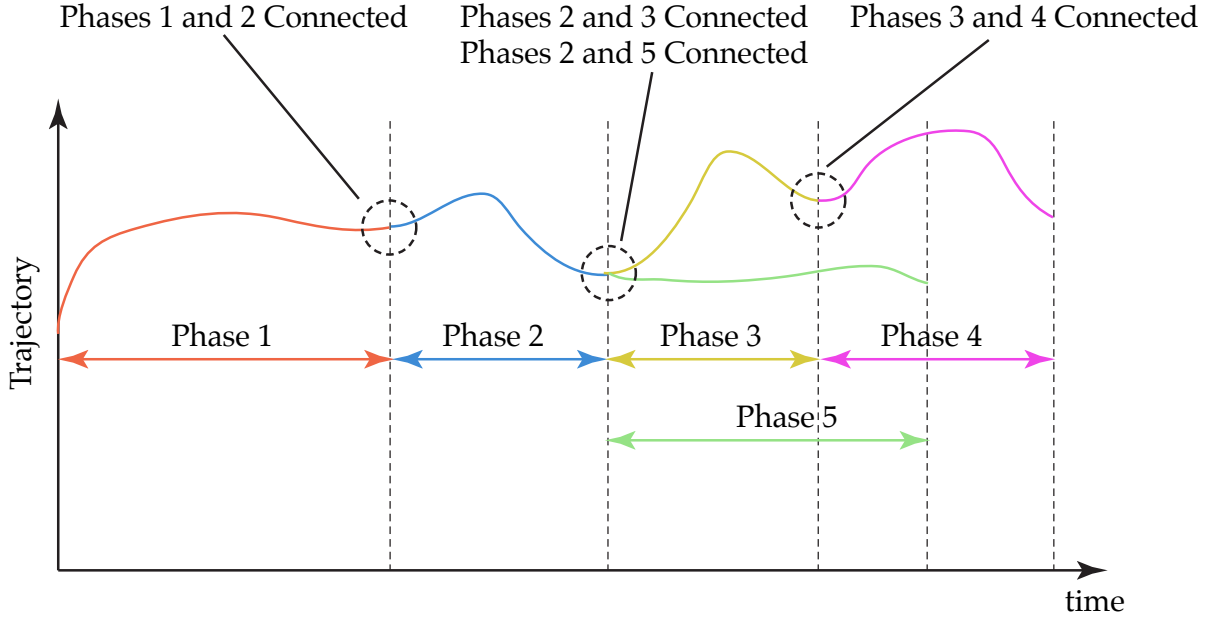 Phases 1 and 2 Connected
Phases 2 and 3 Connected
Phases 2 and 5 Connected
Phases 3 and 4 Connected
Trajectory
Phase 1
Phase 2
Phase 3
Phase 4
Phase 5
time